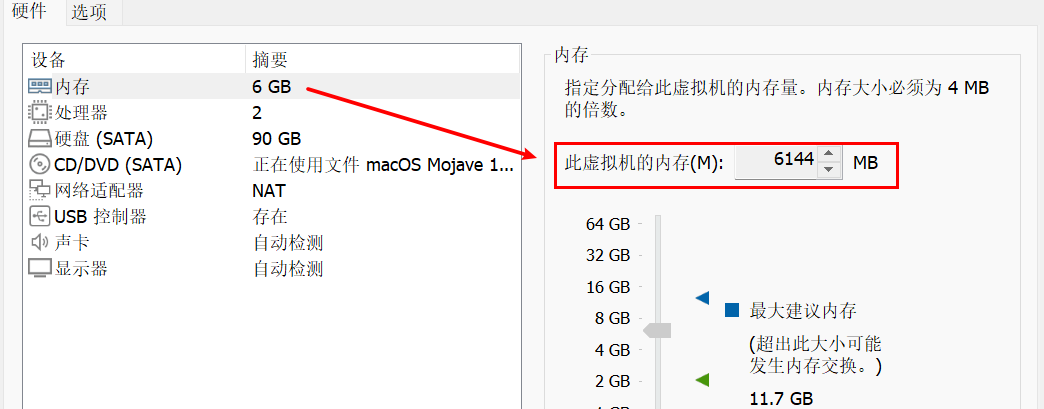 硬件 选项
设备 摘要
内存 6 GB
处理器 2
硬盘 (SATA) 90 GB
CD/DVD (SATA) 正在使用文件 macOS Mojave 1...
网络适配器 NAT
USB 控制器 存在
声卡 自动检测
显示器 自动检测
内存
指定分配给此虚拟机的内存量。内存大小必须为 4 MB
的倍数。
此虚拟机的内存(M): 6144 MB
64 GB
32 GB
16 GB
8 GB
4 GB
2 GB
最大建议内存
(超出此大小可能
发生内存交换。)
11.7 GB